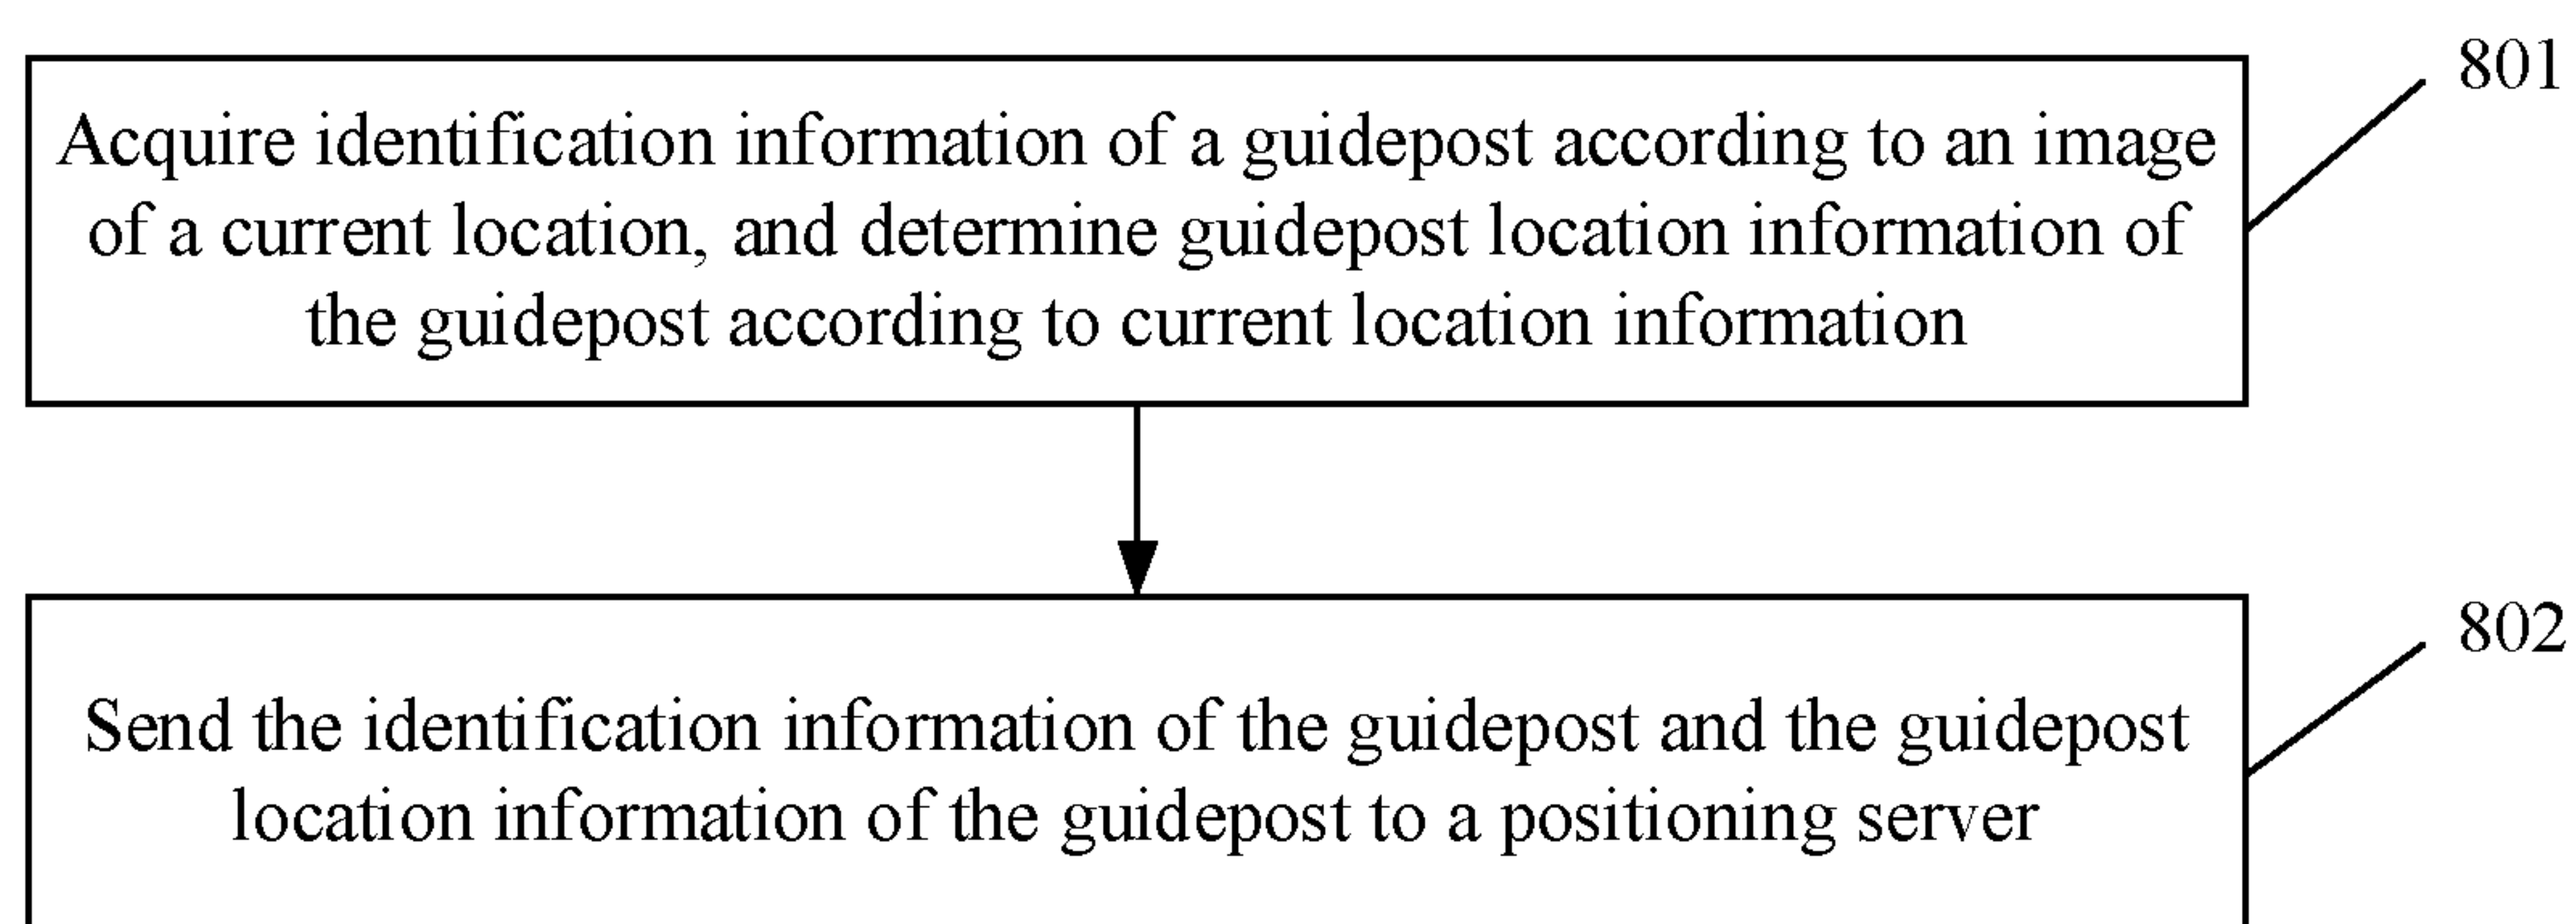 801
Acquire identification information of a guidepost according to an image
of a current location, and determine guidepost location information of
the guidepost according to current location information
802
Send the identification information of the guidepost and the guidepost
location information of the guidepost to a positioning server